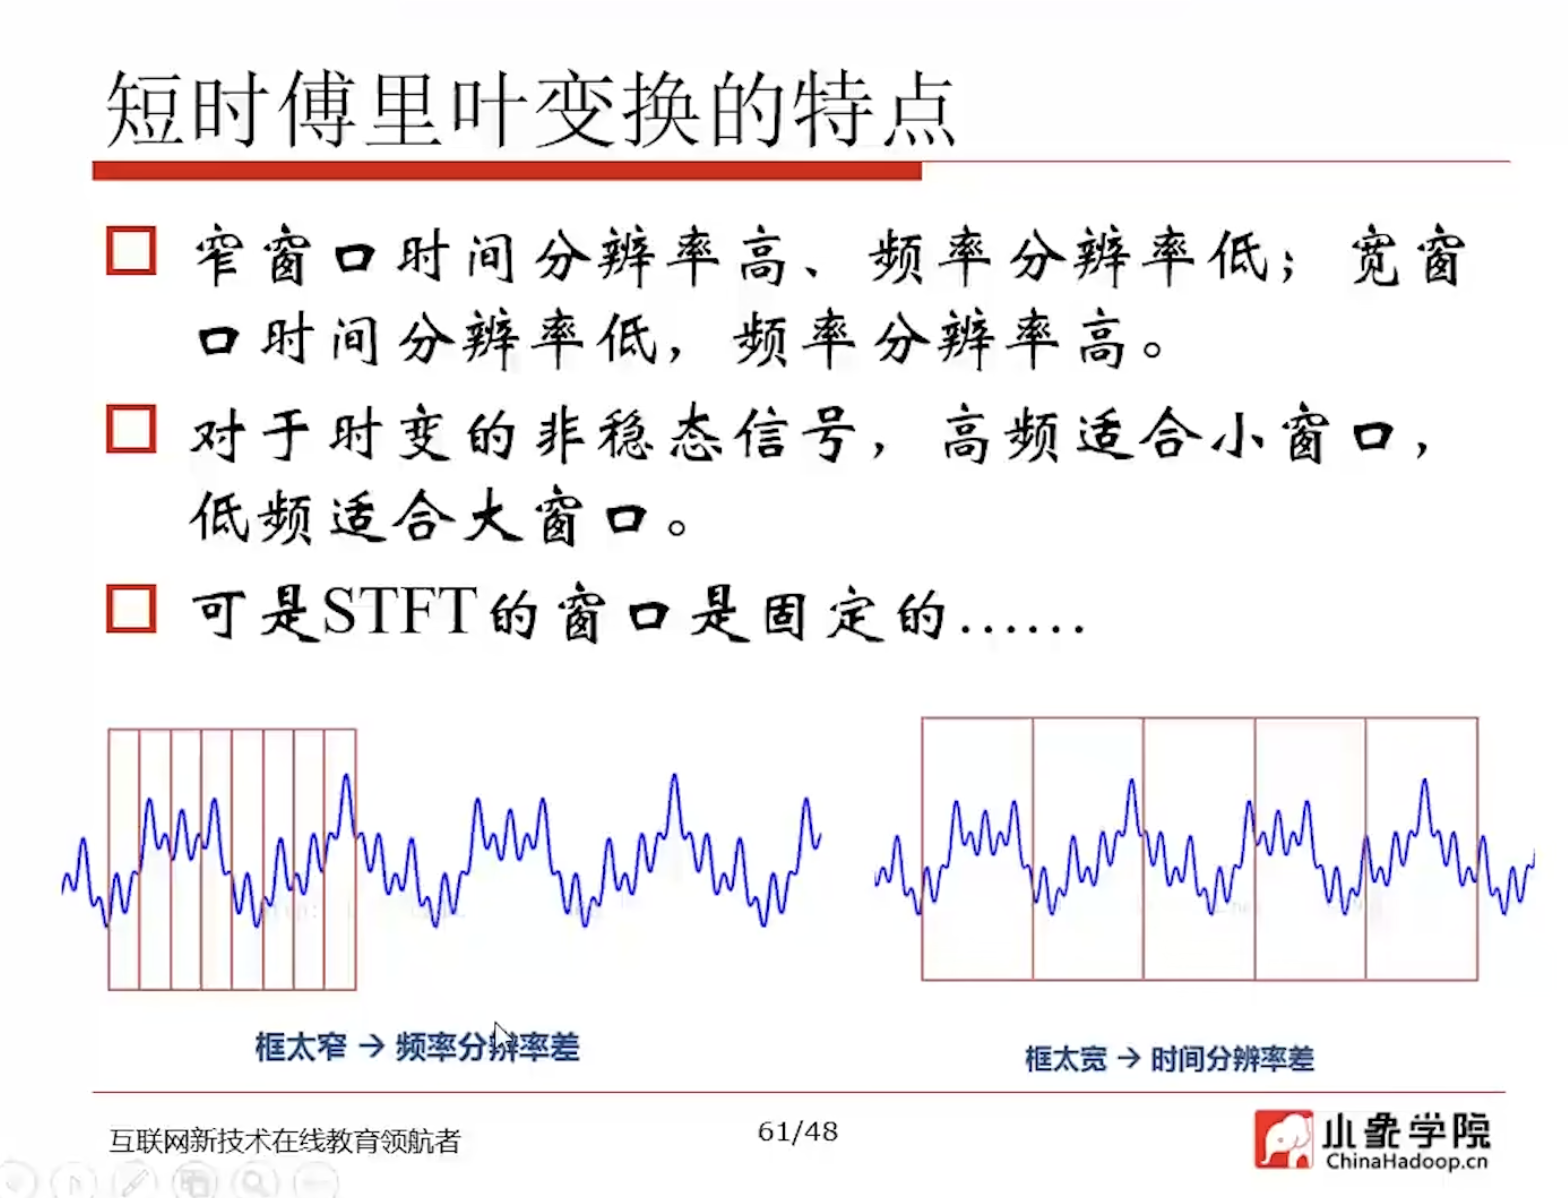 短时傅里叶变换的特点
窄窗口时间分辨率高、频率分辨率低；宽窗
口时间分辨率低，频率分辨率高。
对于时变的非稳态信号，高频适合小窗口，
低频适合大窗口。
可是STFT的窗口是固定的……
框太窄 → 频率分辨率差
框太宽 → 时间分辨率差
互联网新技术在线教育领航者
61/48
小象学院
ChinaHadoop.cn